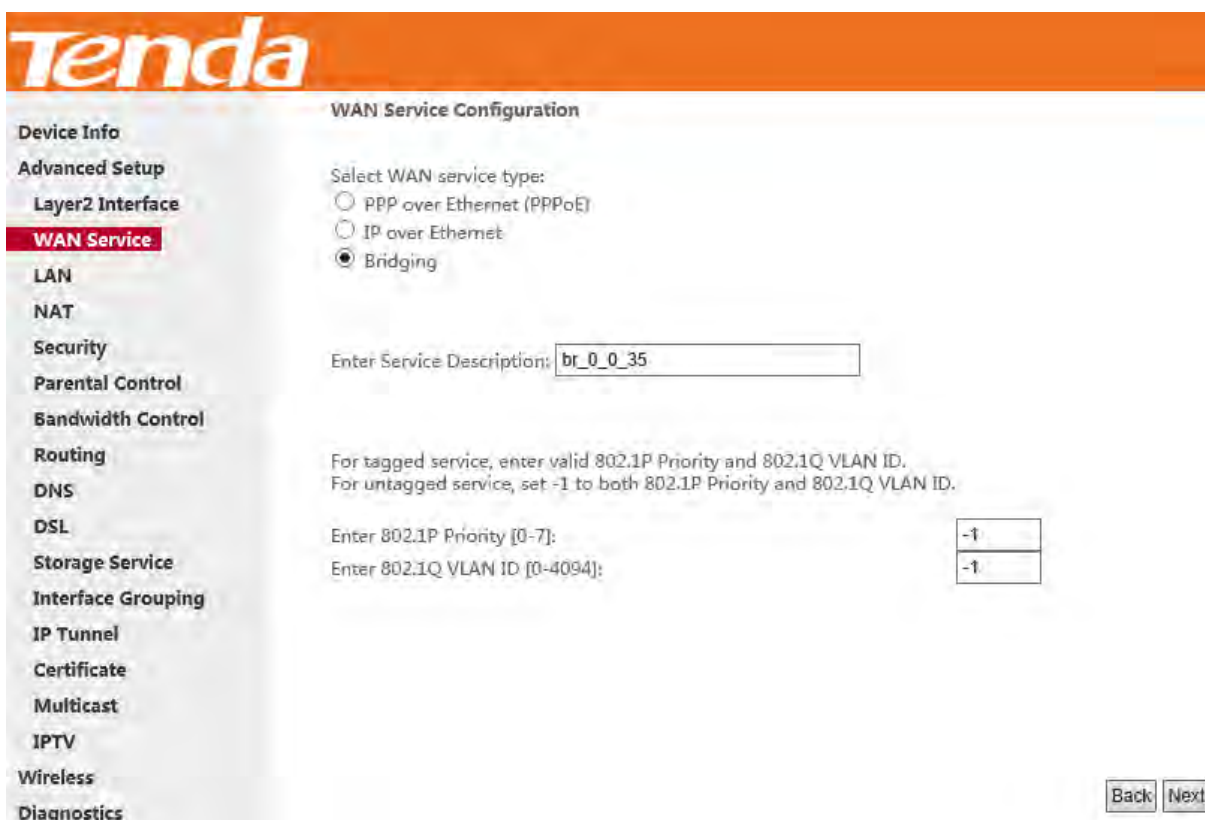 Tenda
Device Info
Advanced Setup
Layer2 Interface
WAN Service
LAN
NAT
Security
Parental Control
Bandwidth Control
Routing
DNS
DSL
Storage Service
Interface Grouping
IP Tunnel
Certificate
Multicast
IPTV
Wireless
Diagnostics
WAN Service Configuration
Select WAN service type:
PPP over Ethernet (PPPoE)
IP over Ethernet
Bridging
Enter Service Description: br_0_0_35
For tagged service, enter valid 802.1P Priority and 802.1Q VLAN ID.
For untagged service, set -1 to both 802.1P Priority and 802.1Q VLAN ID.
Enter 802.1P Priority [0-7]: -1
Enter 802.1Q VLAN ID [0-4094]: -1
Back Next